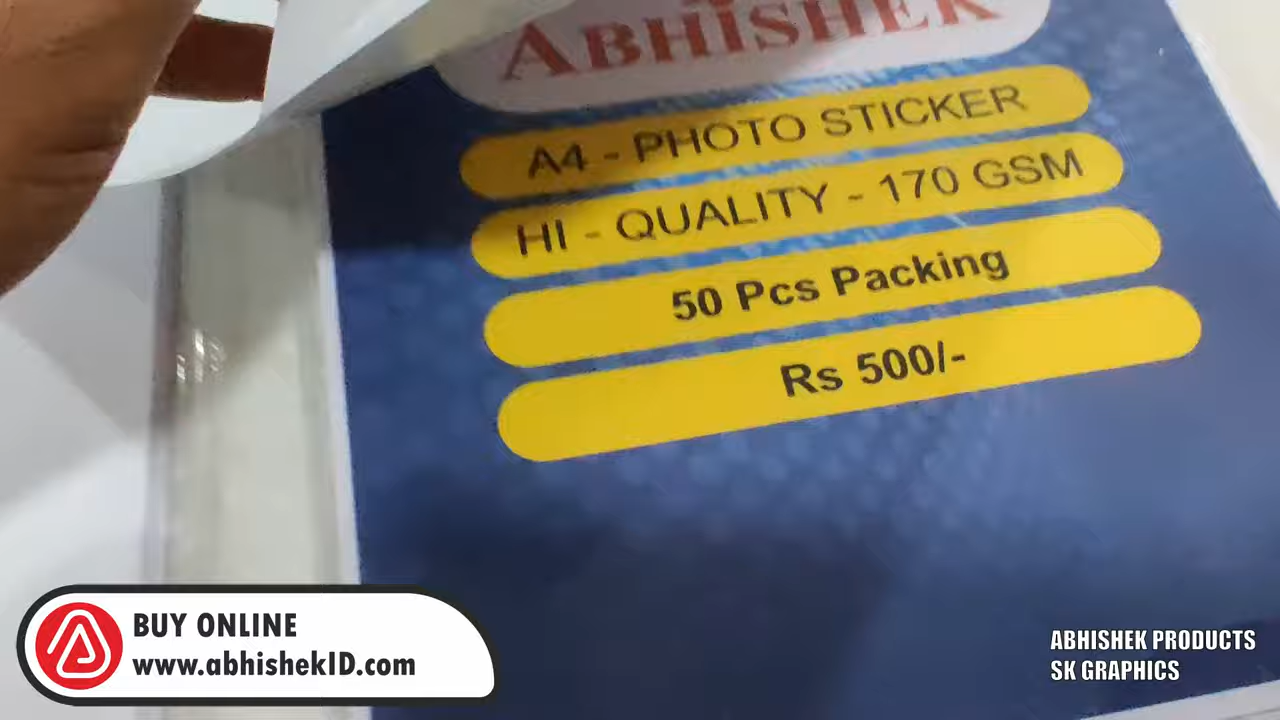 ABHISHEK
A4 - PHOTO STICKER
HI - QUALITY - 170 GSM
50 Pcs Packing
Rs 500/-
BUY ONLINE
www.abhishekID.com
ABHISHEK PRODUCTS
SK GRAPHICS